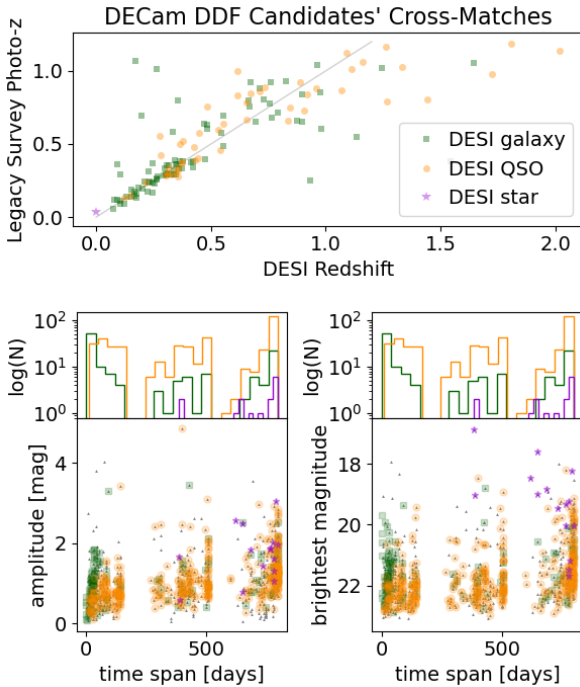 DECam DDF Candidates' Cross-Matches
Legacy Survey Photo-z
1.0
0.5
0.0
DESI galaxy
DESI QSO
DESI star
0.0 0.5 1.0 1.5 2.0
DESI Redshift
log(N)
10²
10¹
10⁰
log(N)
10²
10¹
10⁰
amplitude [mag]
4
2
0
brightest magnitude
18
20
22
0 500
time span [days]
0 500
time span [days]